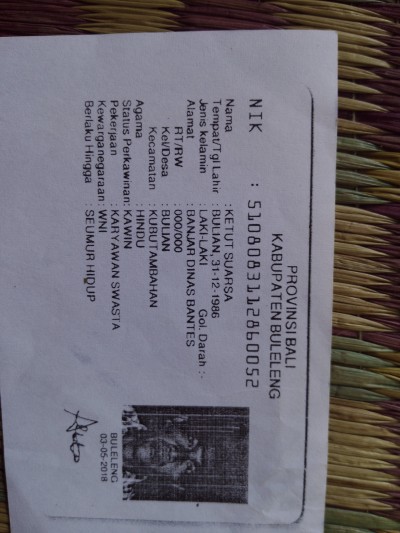 PROVINSI BALI
KABUPATEN BULELENG
NIK : 5108083112860052
Nama : KETUT SUARSA
Tempat/Tgl Lahir : BULIAN, 31-12-1986
Jenis kelamin : LAKI-LAKI Gol. Darah : -
Alamat : BANJAR DINAS BANTES
RT/RW : 000/000
Kel/Desa : BULIAN
Kecamatan : KUBUTAMBAHAN
Agama : HINDU
Status Perkawinan: KAWIN
Pekerjaan : KARYAWAN SWASTA
Kewarganegaraan: WNI
Berlaku Hingga : SEUMUR HIDUP
BULELENG
03-05-2018